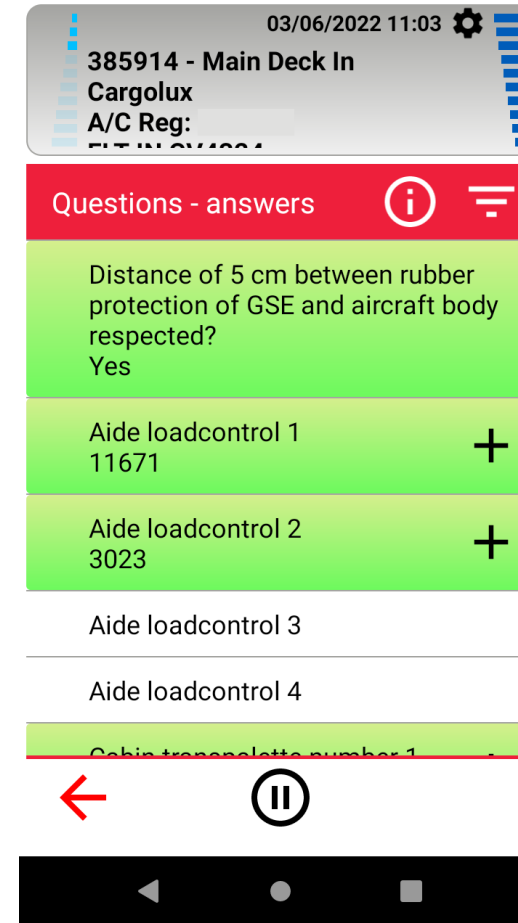 03/06/2022 11:03
385914 - Main Deck In
Cargolux
A/C Reg:
Questions - answers
Distance of 5 cm between rubber
protection of GSE and aircraft body
respected?
Yes
Aide loadcontrol 1
11671
Aide loadcontrol 2
3023
Aide loadcontrol 3
Aide loadcontrol 4
number 1